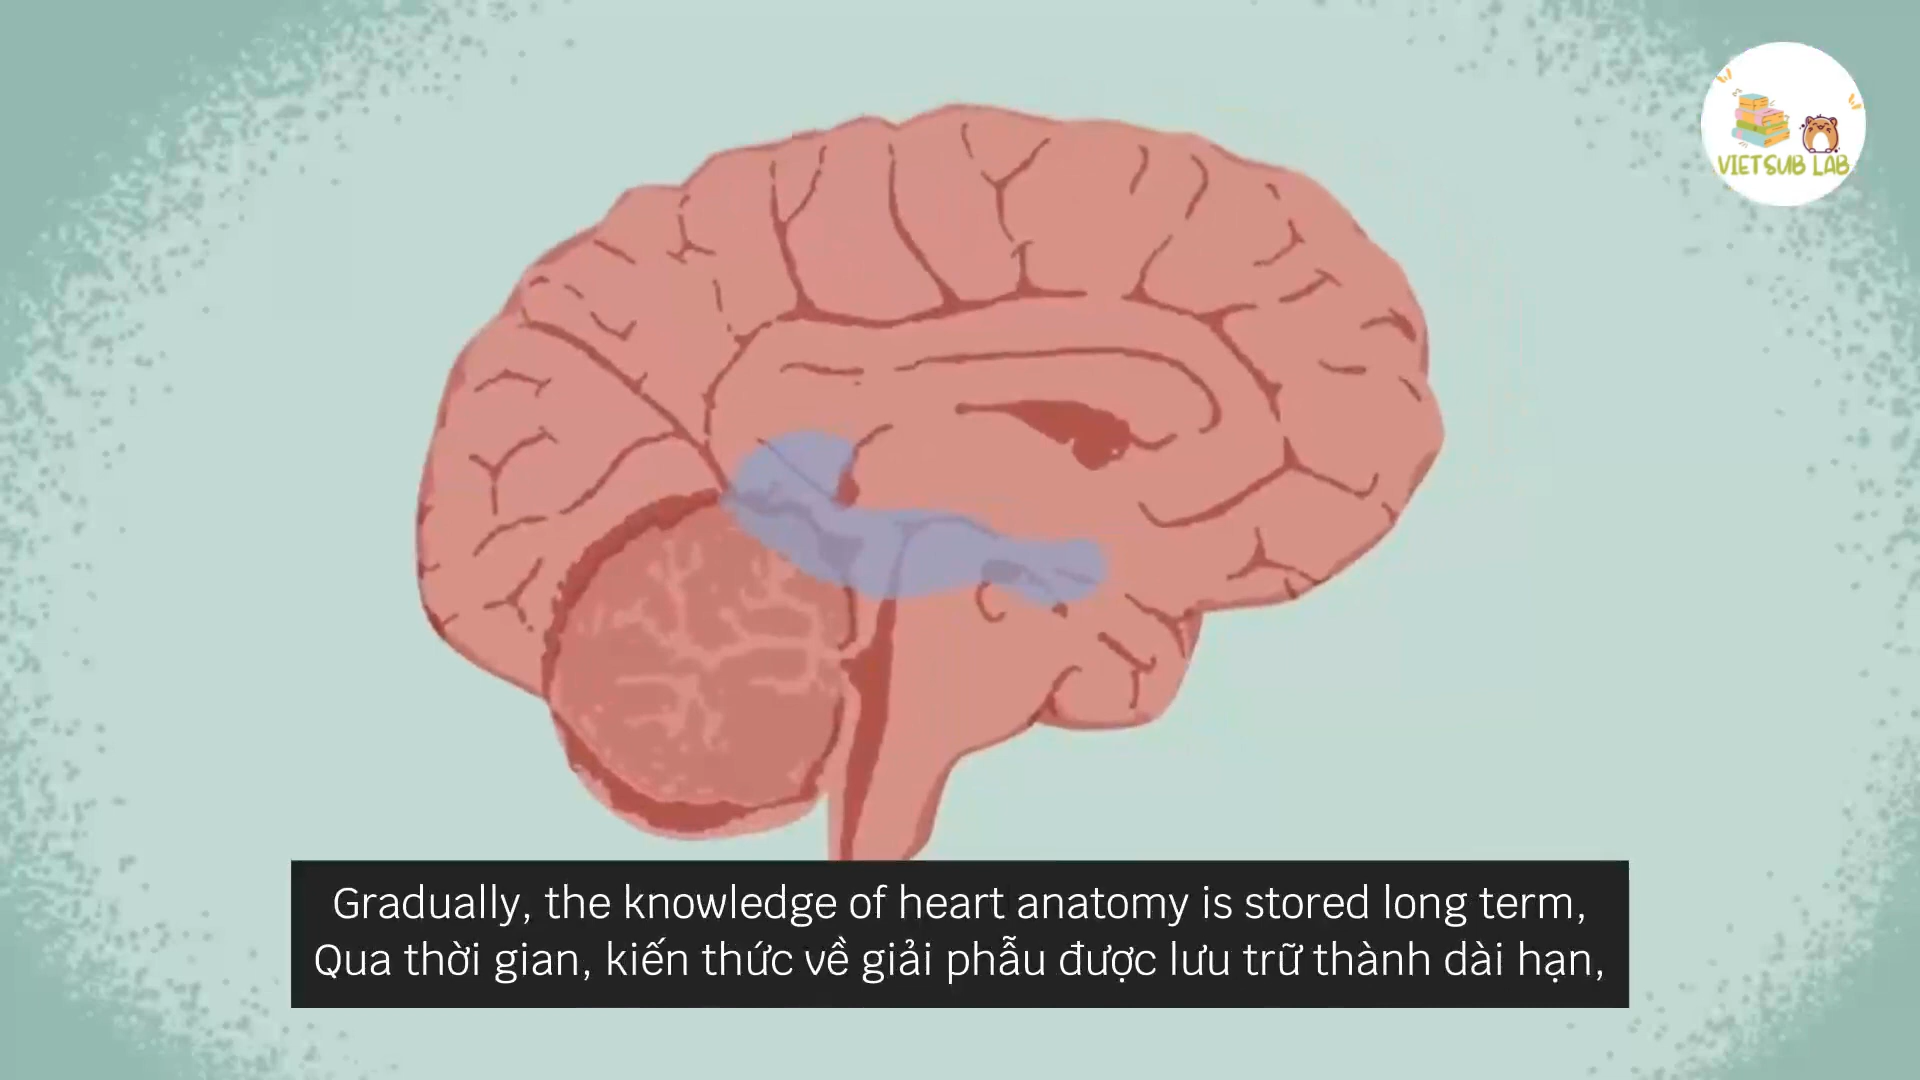 VIETSUB LAB
Gradually, the knowledge of heart anatomy is stored long term,
Qua thời gian, kiến thức về giải phẫu được lưu trữ thành dài hạn,